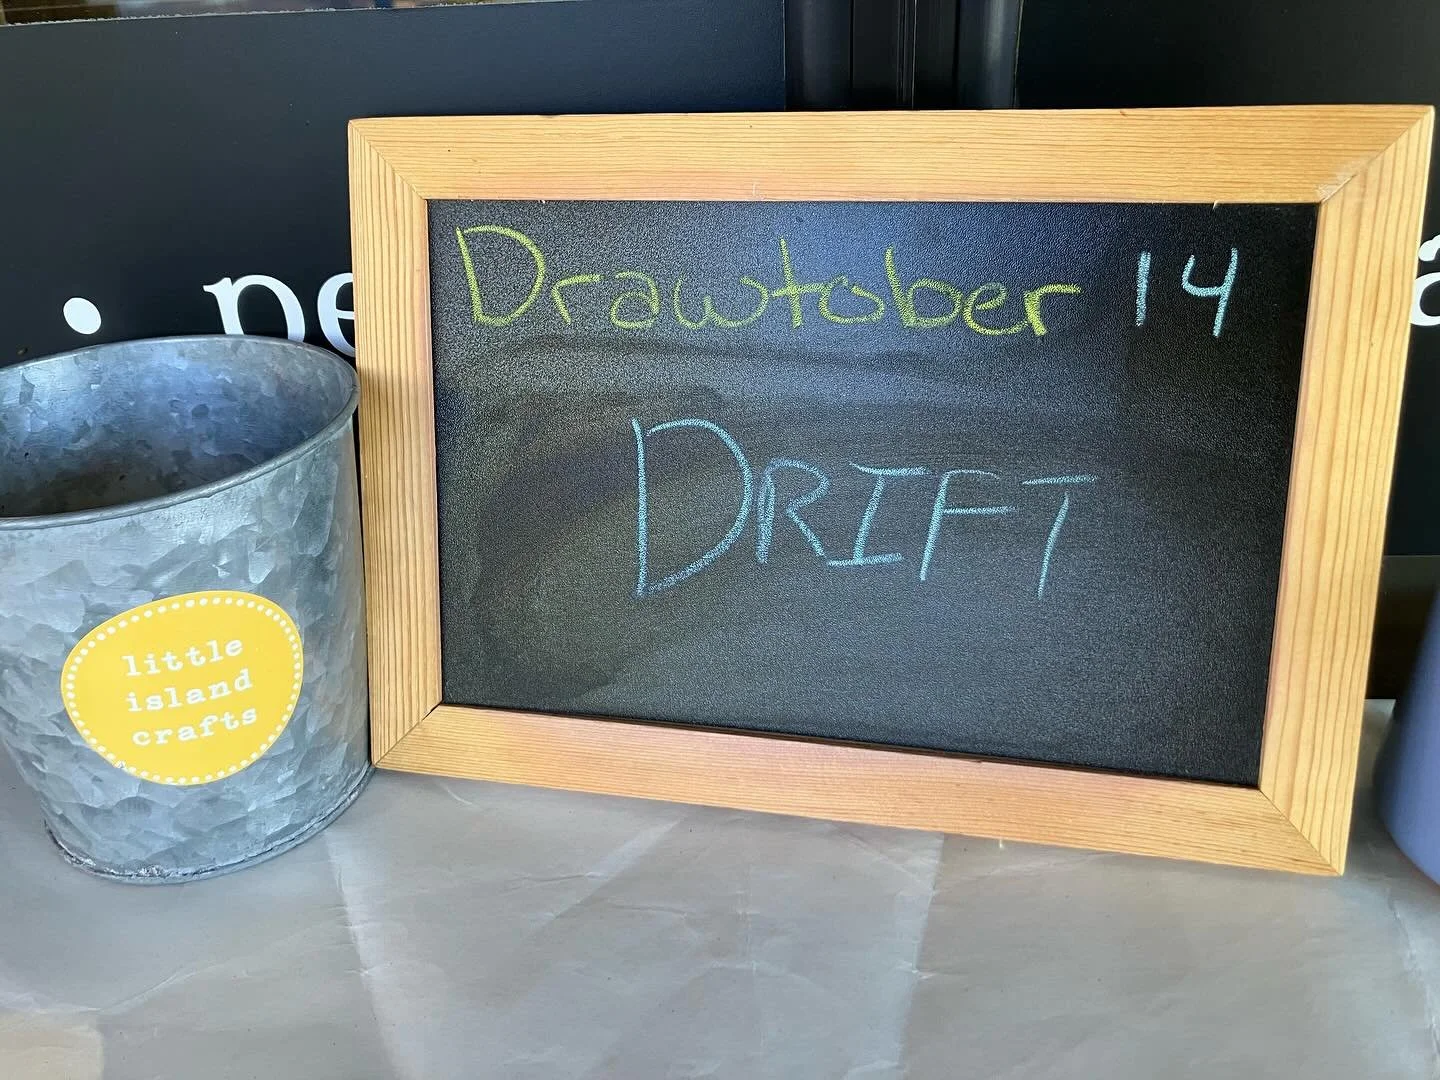 Drawtober 14
DRIFT
little
island
crafts